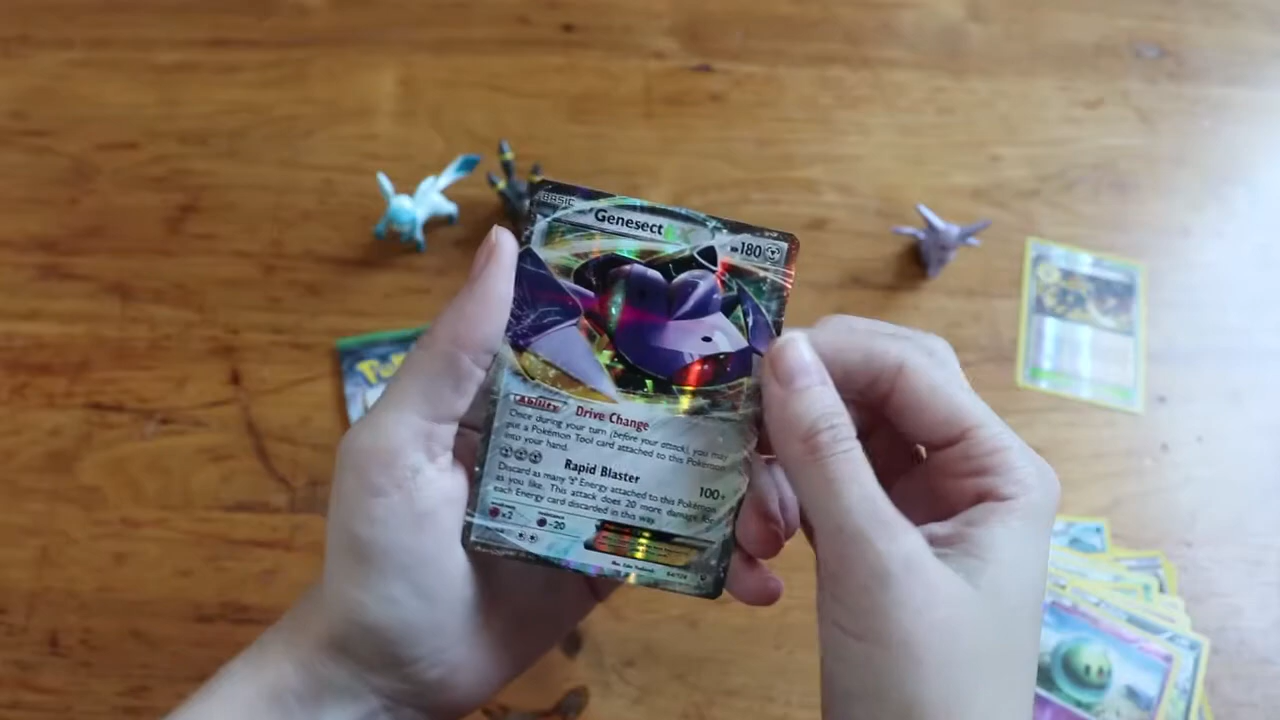 BASIC
Genesect EX
HP 180
Ability Drive Change
Once during your turn (before your attack), you may
put a Pokémon Tool card attached to this Pokémon
into your hand.
Rapid Blaster 100+
Discard as many Energy attached to this Pokémon
as you like. This attack does 20 more damage for
each Energy card discarded in this way.
×2 -20